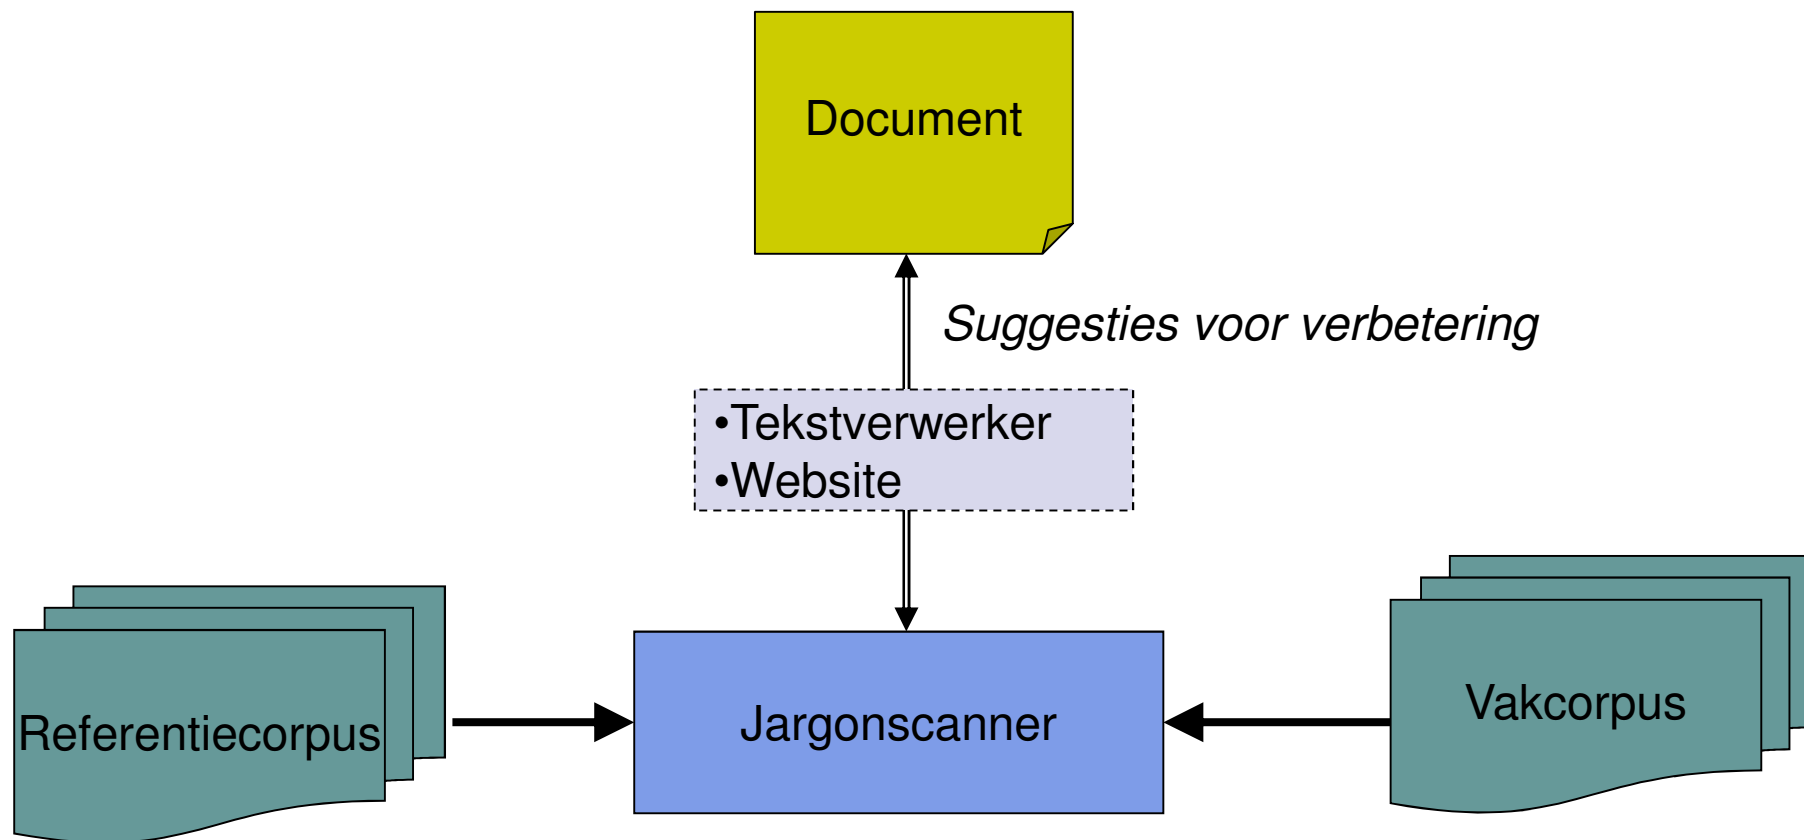 Document
Suggesties voor verbetering
•Tekstverwerker
•Website
Referentiecorpus
Jargonscanner
Vakcorpus